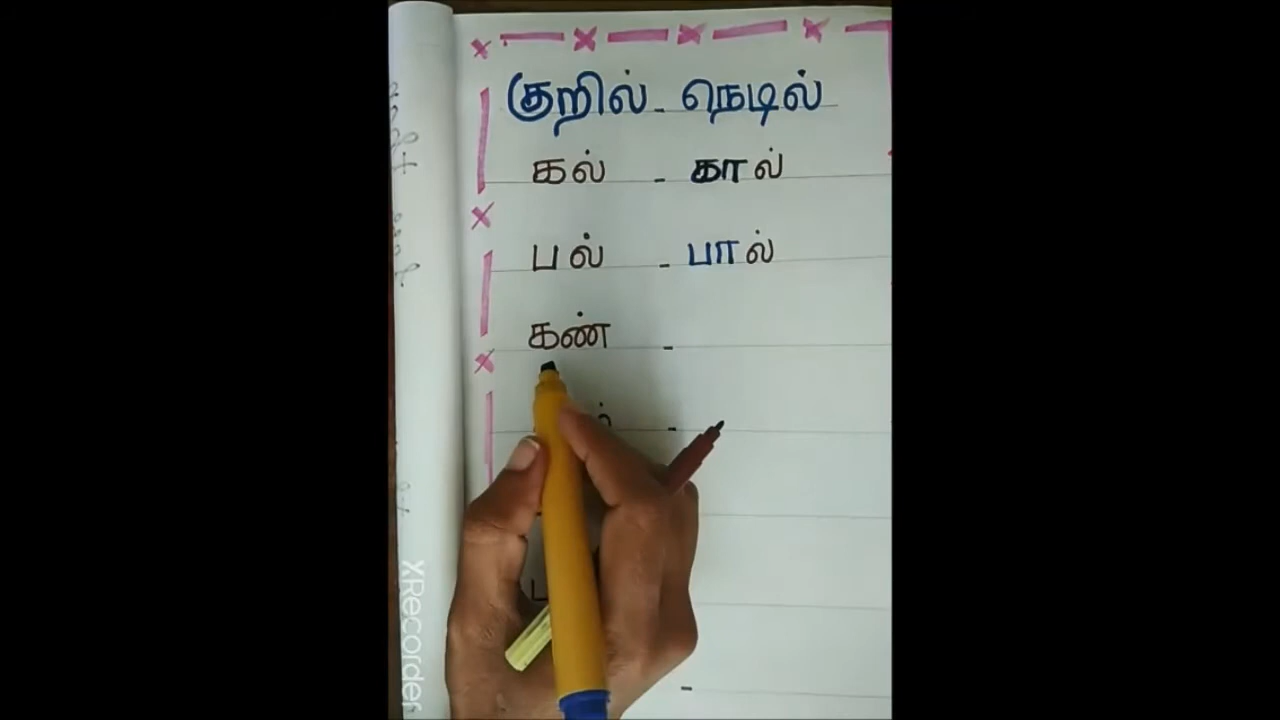 குறில் - நெடில்
கல் - கால்
பல் - பால்
கண் -
-
-
XRecorder